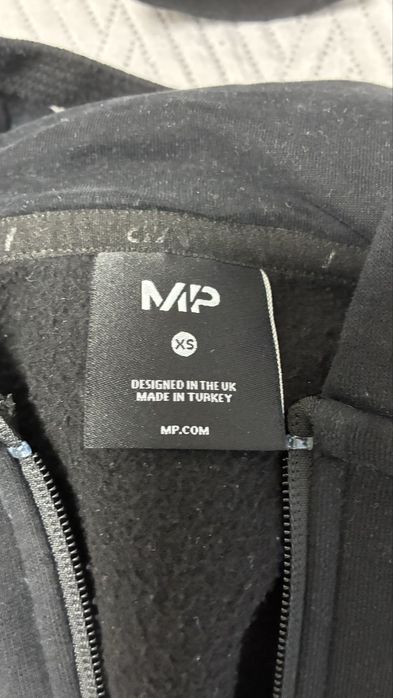 MP
XS
DESIGNED IN THE UK
MADE IN TURKEY
MP.COM